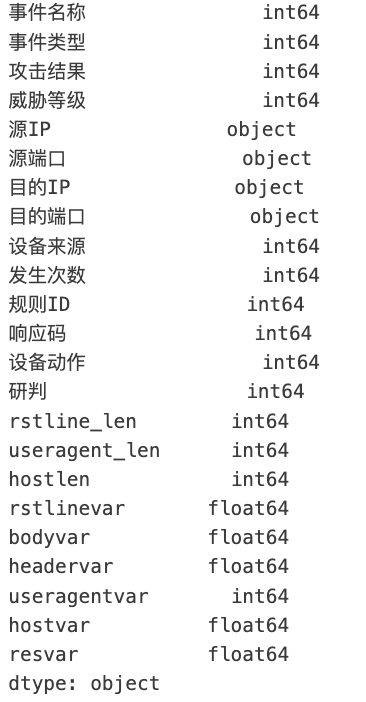 事件名称 int64
事件类型 int64
攻击结果 int64
威胁等级 int64
源IP object
源端口 object
目的IP object
目的端口 object
设备来源 int64
发生次数 int64
规则ID int64
响应码 int64
设备动作 int64
研判 int64
rstline_len int64
useragent_len int64
hostlen int64
rstlinevar float64
bodyvar float64
headervar float64
useragentvar int64
hostvar float64
resvar float64
dtype: object